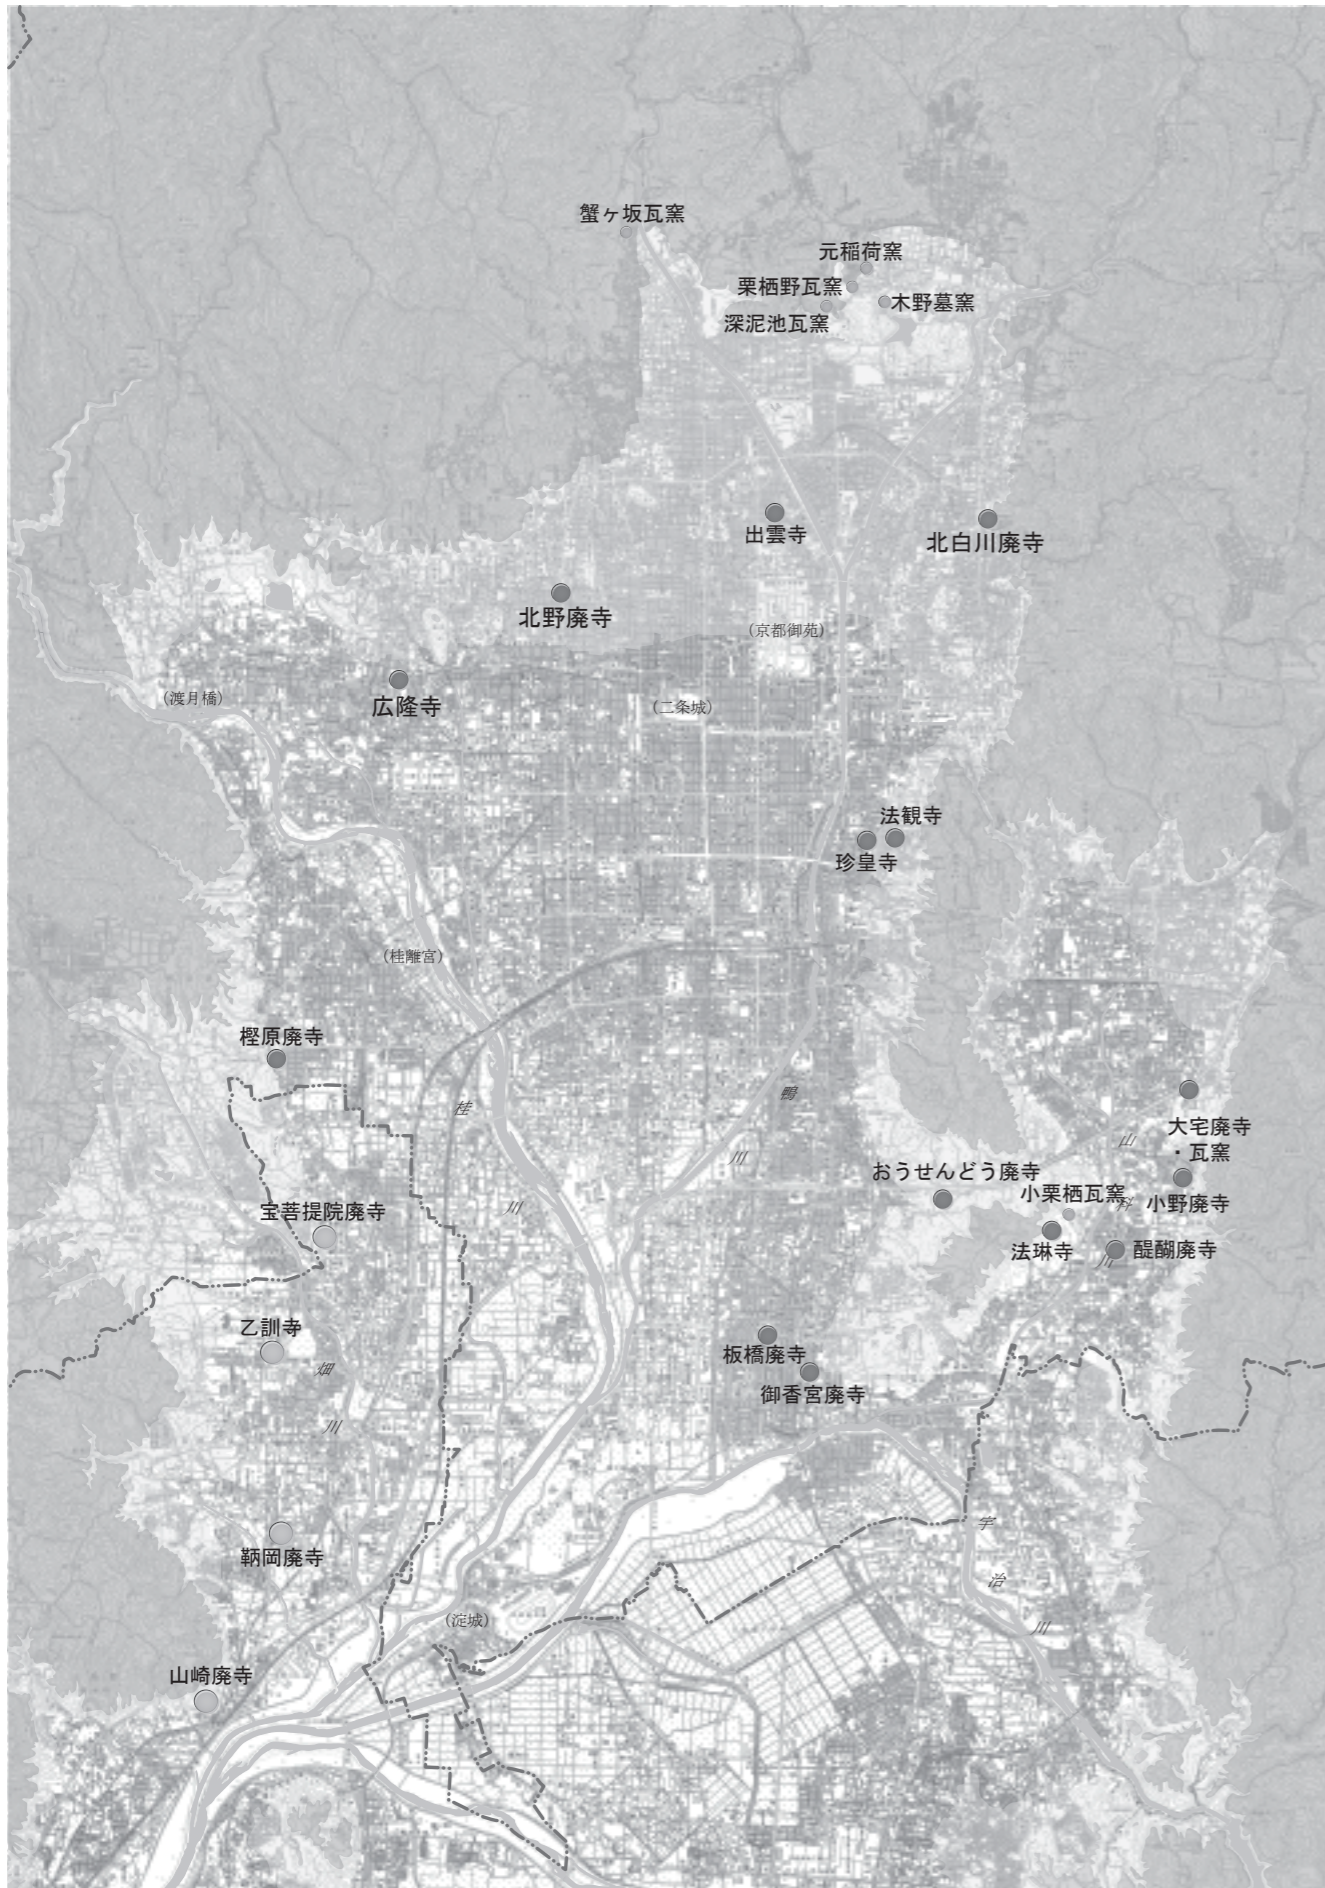 蟹ヶ坂瓦窯
元稲荷窯
栗栖野瓦窯
木野墓窯
深泥池瓦窯
出雲寺
北白川廃寺
北野廃寺
(京都御苑)
(渡月橋)
広隆寺
(二条城)
法観寺
珍皇寺
(桂離宮)
樫原廃寺
桂
川
鴨
川
山
科
川
大宅廃寺
・瓦窯
おうせんどう廃寺
小栗栖瓦窯
小野廃寺
宝菩提院廃寺
法琳寺
醍醐廃寺
乙訓寺
板橋廃寺
畑
川
御香宮廃寺
宇
治
川
鞆岡廃寺
(淀城)
山崎廃寺